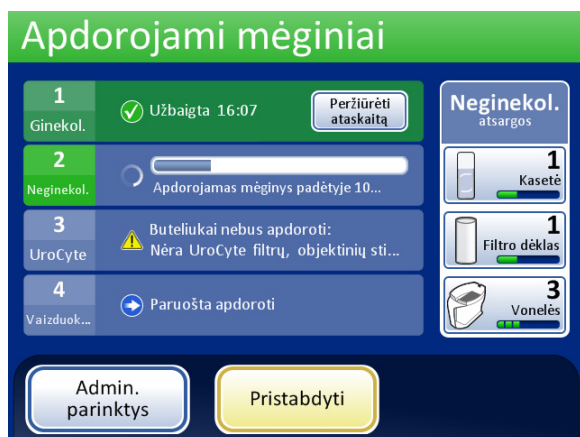 Apdorojami mėginiai
1
Ginekol.
Užbaigta 16:07
Peržiūrėti
ataskaitą
2
Neginekol.
Apdorojamas mėginys padėtyje 10...
3
UroCyte
Buteliukai nebus apdoroti:
Nėra UroCyte filtrų, objektinių sti...
4
Vaizduok...
Paruošta apdoroti
Neginekol.
atsargos
1
Kasetė
1
Filtro dėklas
3
Vonelės
Admin.
parinktys
Pristabdyti